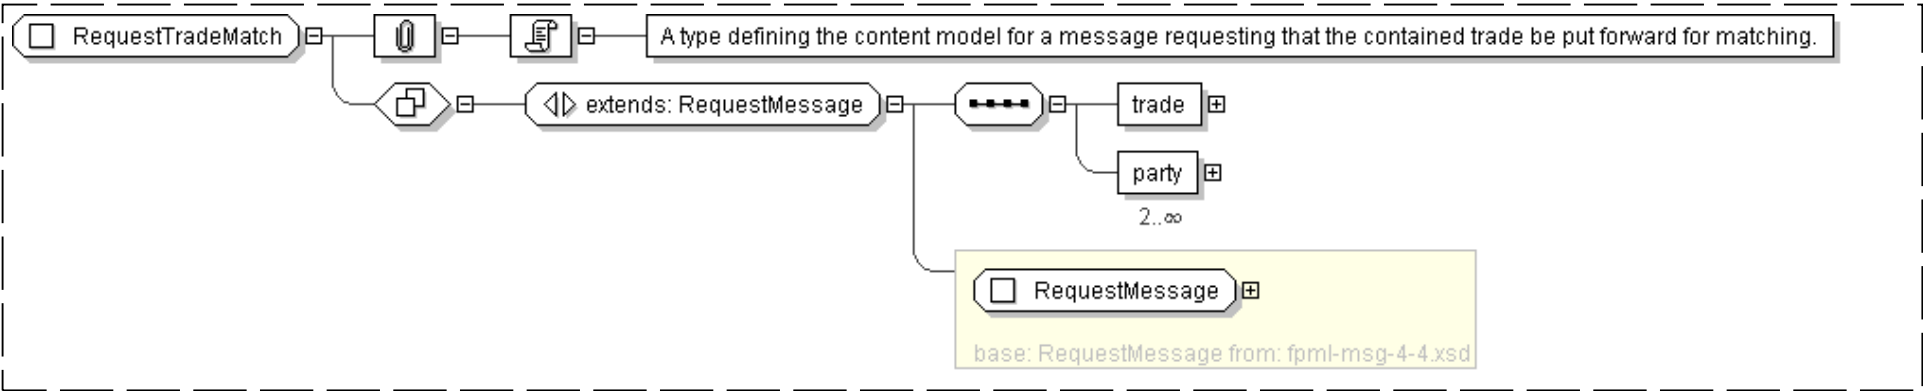 RequestTradeMatch
A type defining the content model for a message requesting that the contained trade be put forward for matching.
extends: RequestMessage
trade
party
2..∞
RequestMessage
base: RequestMessage from: fpml-msg-4-4.xsd